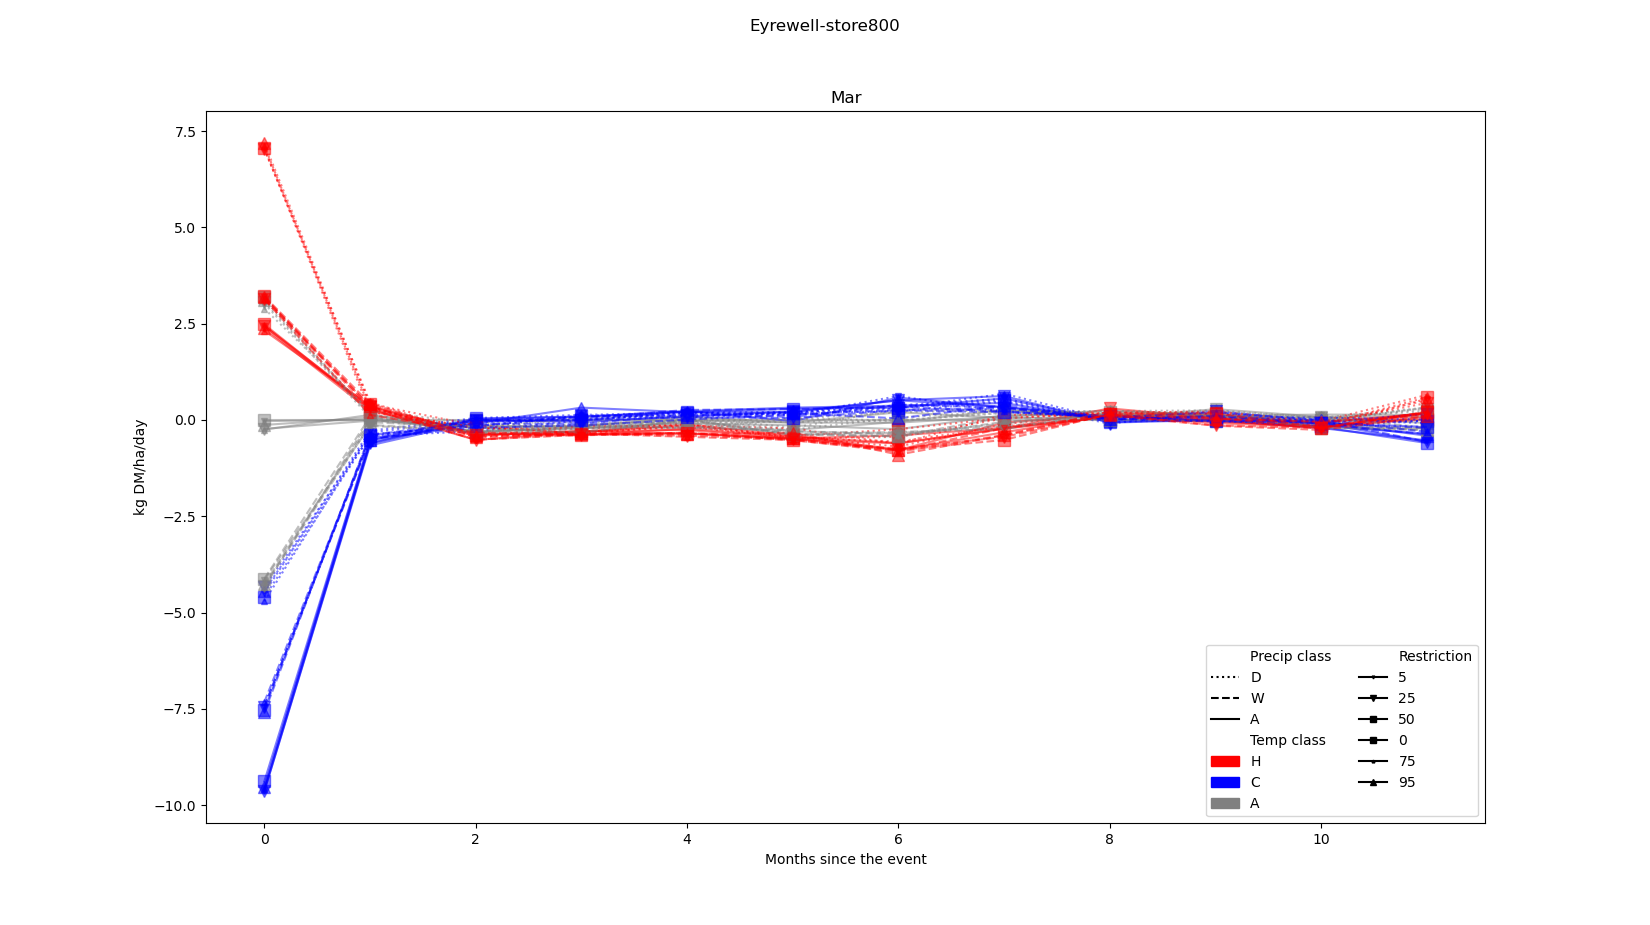 Eyrewell-store800
Mar
7.5
5.0
2.5
0.0
−2.5
−5.0
−7.5
−10.0
kg DM/ha/day
0 2 4 6 8 10
Months since the event
Precip class
D
W
A
Temp class
H
C
A
Restriction
5
25
50
0
75
95